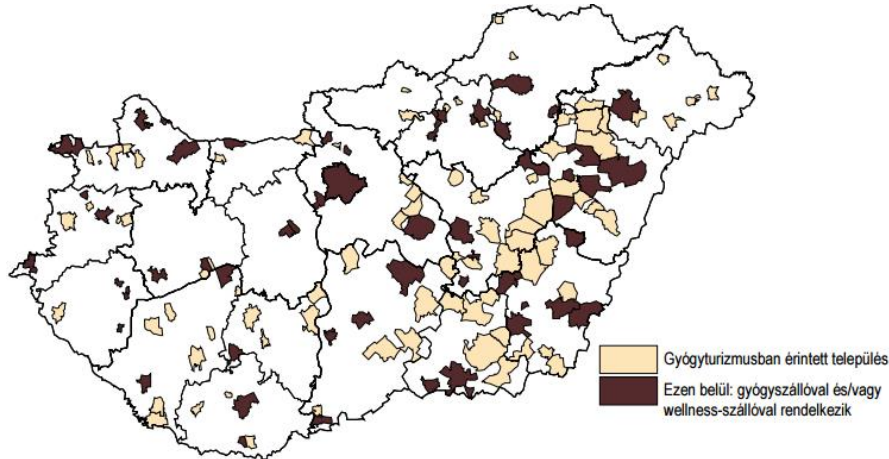 Gyógyturizmusban érintett település
Ezen belül: gyógyszállóval és/vagy
wellness-szállóval rendelkezik